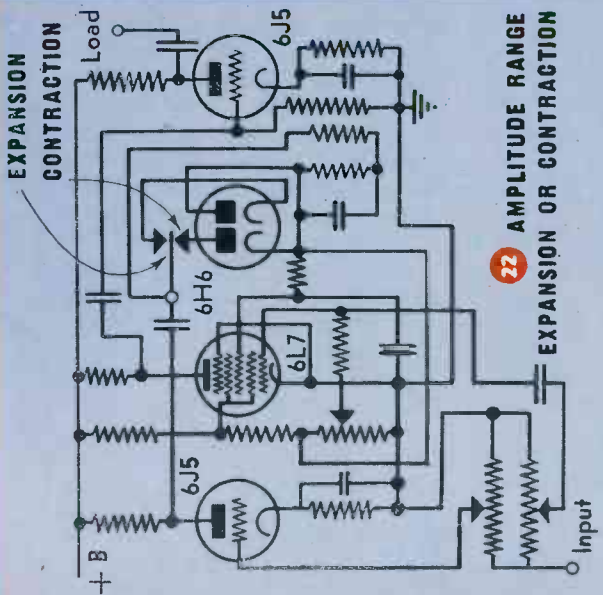 EXPANSION
CONTRACTION
Load
6J5
6H6
6L7
6J5
+B
Input
22 AMPLITUDE RANGE
EXPANSION OR CONTRACTION